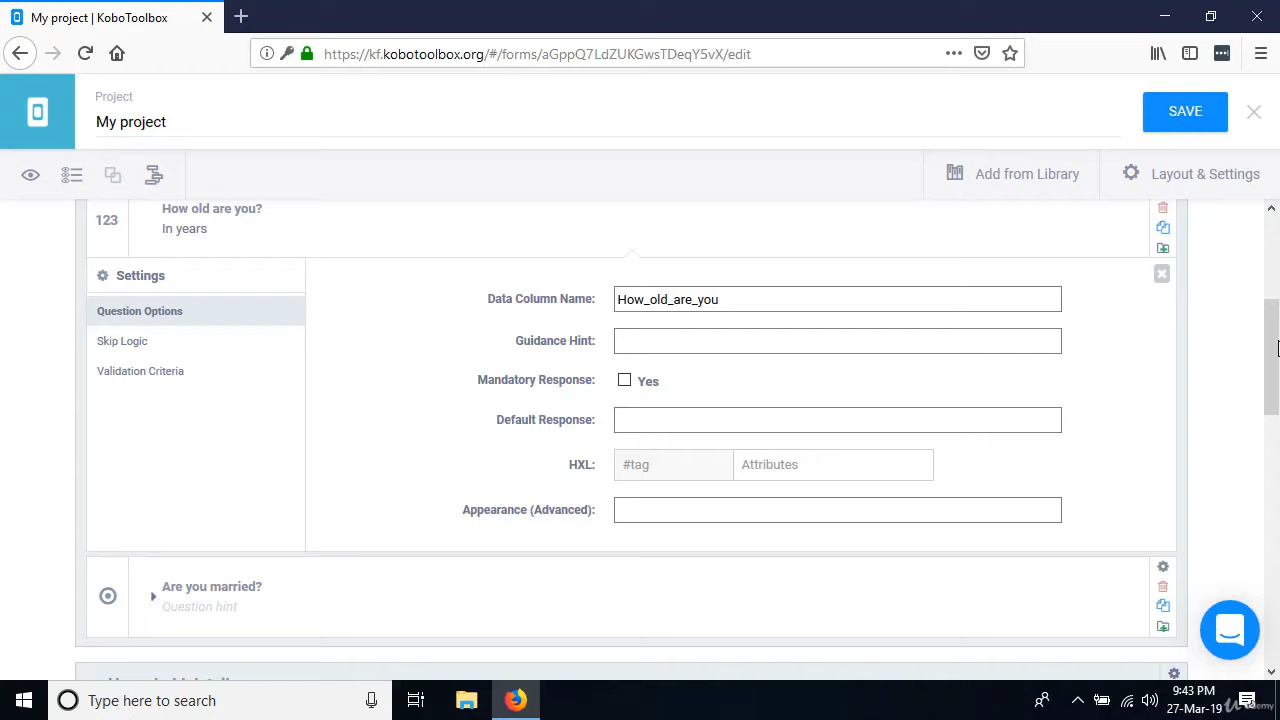 My project | KoboToolbox
https://kf.kobotoolbox.org/#/forms/aGppQ7LdZUKGwsTDeqY5vX/edit
Project
My project
SAVE
Add from Library
Layout & Settings
123
How old are you?
In years
Settings
Question Options
Skip Logic
Validation Criteria
Data Column Name: How_old_are_you
Guidance Hint:
Mandatory Response: Yes
Default Response:
HXL: #tag Attributes
Appearance (Advanced):
Are you married?
Question hint
Type here to search
9:43 PM
27-Mar-19